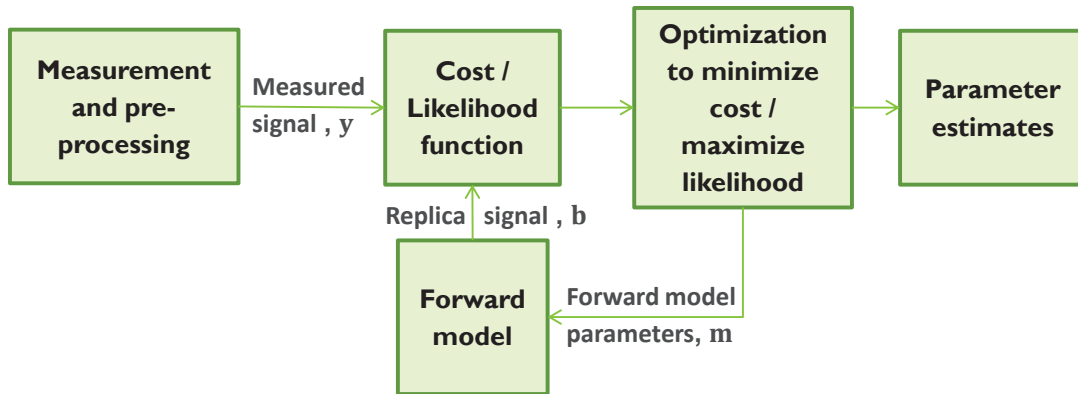 Measurement
and pre-
processing
Measured
signal , y
Cost /
Likelihood
function
Optimization
to minimize
cost /
maximize
likelihood
Parameter
estimates
Replica signal , b
Forward
model
Forward model
parameters, m